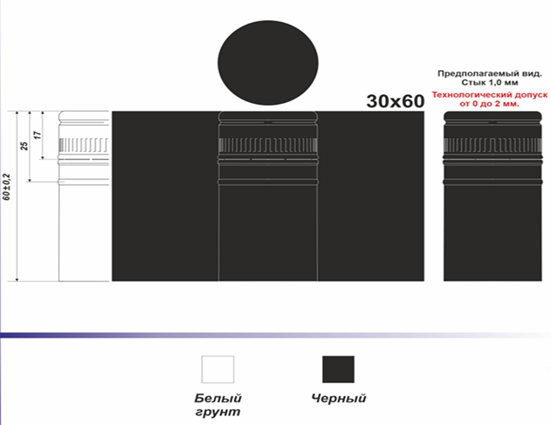 Предполагаемый вид.
Стык 1,0 мм
Технологический допуск
от 0 до 2 мм.
30х60
17
25
60±0,2
Белый
грунт
Черный